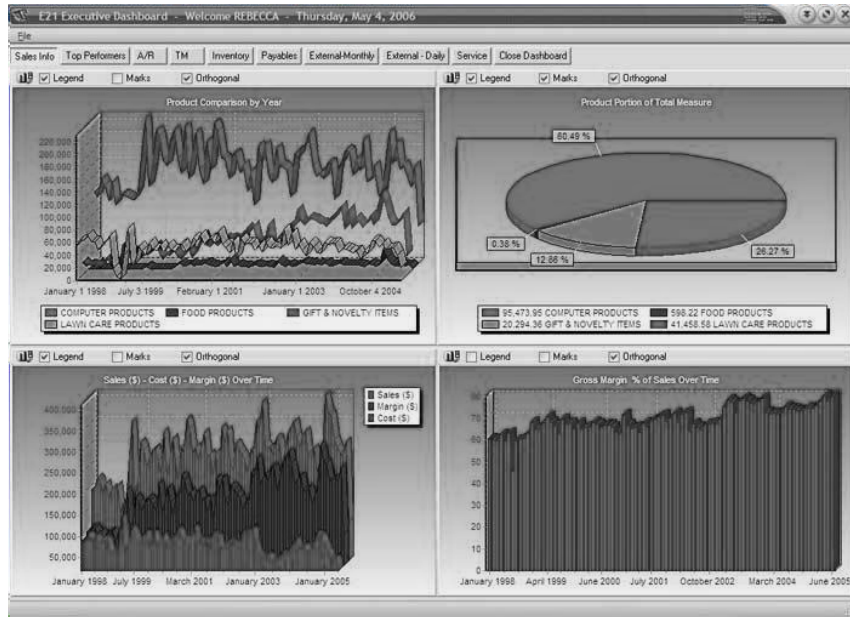 E21 Executive Dashboard - Welcome REBECCA - Thursday, May 4, 2006
File
Sales Info Top Performers A/R TM Inventory Payables External-Monthly External - Daily Service Close Dashboard
Legend Marks Orthogonal
Product Comparison by Year
220,000
200,000
180,000
160,000
140,000
120,000
100,000
80,000
60,000
40,000
20,000
0
January 1 1998 July 3 1999 February 1 2001 January 1 2003 October 4 2004
COMPUTER PRODUCTS FOOD PRODUCTS GIFT & NOVELTY ITEMS
LAWN CARE PRODUCTS
Legend Marks Orthogonal
Product Portion of Total Measure
60.49 %
0.38 %
12.86 %
26.27 %
95,473.95 COMPUTER PRODUCTS 598.22 FOOD PRODUCTS
20,294.36 GIFT & NOVELTY ITEMS 41,458.58 LAWN CARE PRODUCTS
Legend Marks Orthogonal
Sales ($) - Cost ($) - Margin ($) Over Time
Sales ($)
Margin ($)
Cost ($)
400,000
350,000
300,000
250,000
200,000
150,000
100,000
50,000
January 1998 July 1999 March 2001 January 2003 January 2005
Legend Marks Orthogonal
Gross Margin % of Sales Over Time
80
70
60
50
40
30
20
10
0
January 1998 April 1999 June 2000 July 2001 October 2002 March 2004 June 2005